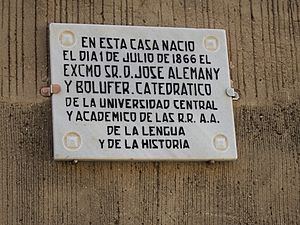 EN ESTA CASA NACIO
EL DIA 1 DE JULIO DE 1866 EL
EXCMO SR. D. JOSE ALEMANY
Y BOLUFER. CATEDRATICO
DE LA UNIVERSIDAD CENTRAL
Y ACADEMICO DE LAS R.R. A.A.
DE LA LENGUA
Y DE LA HISTORIA